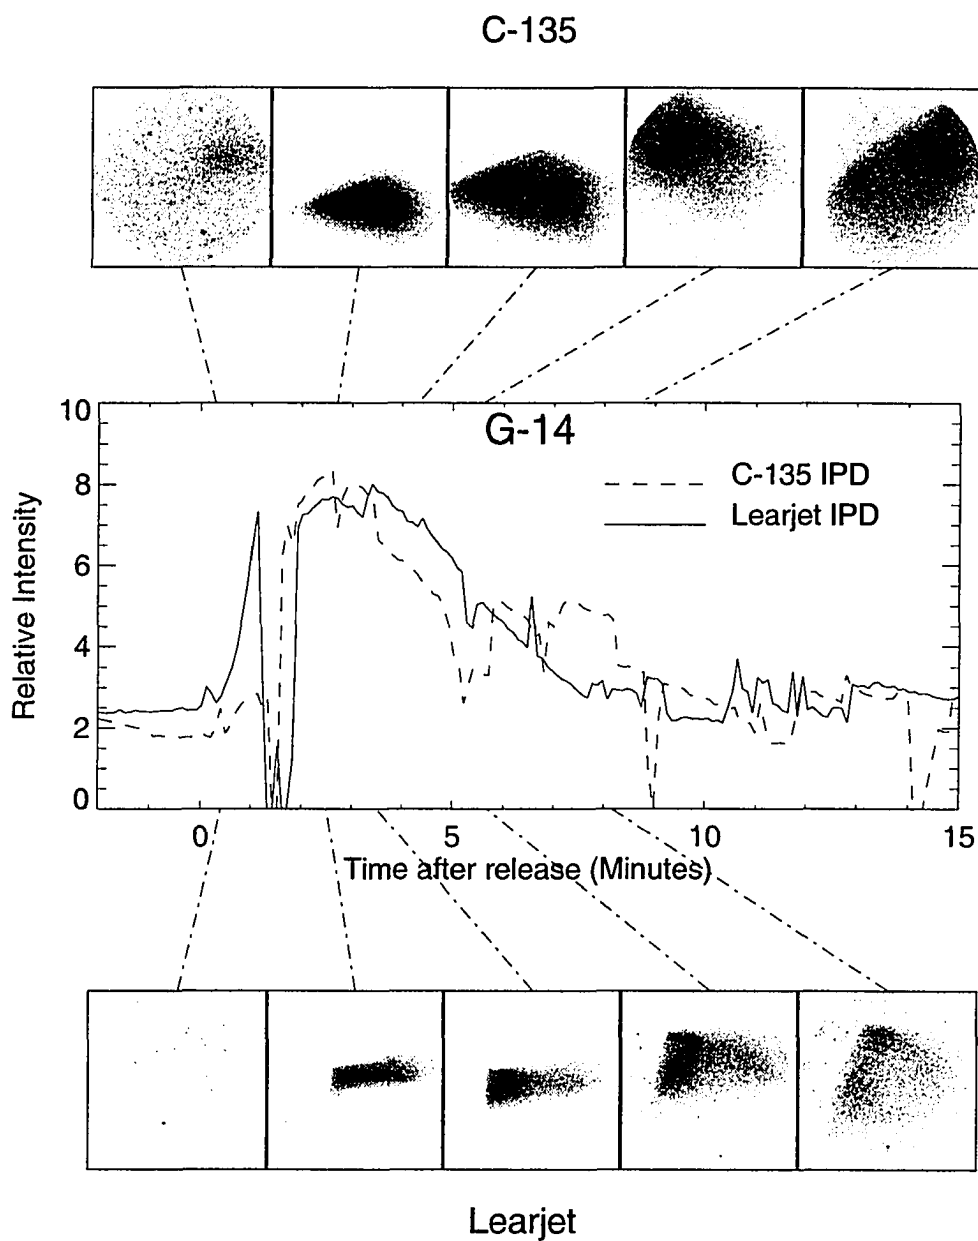 C-135
10
G-14
8
C-135 IPD
Learjet IPD
6
Relative Intensity
4
2
0
0
5
10
15
Time after release (Minutes)
Learjet